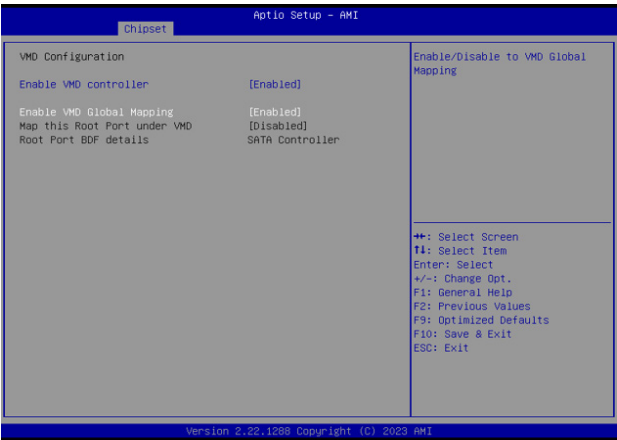 Aptio Setup – AMI
Chipset
VMD Configuration
Enable VMD controller [Enabled]
Enable VMD Global Mapping [Enabled]
Map this Root Port under VMD [Disabled]
Root Port BDF details SATA Controller
Enable/Disable to VMD Global
Mapping
→←: Select Screen
↑↓: Select Item
Enter: Select
+/-: Change Opt.
F1: General Help
F2: Previous Values
F9: Optimized Defaults
F10: Save & Exit
ESC: Exit
Version 2.22.1288 Copyright (C) 2023 AMI